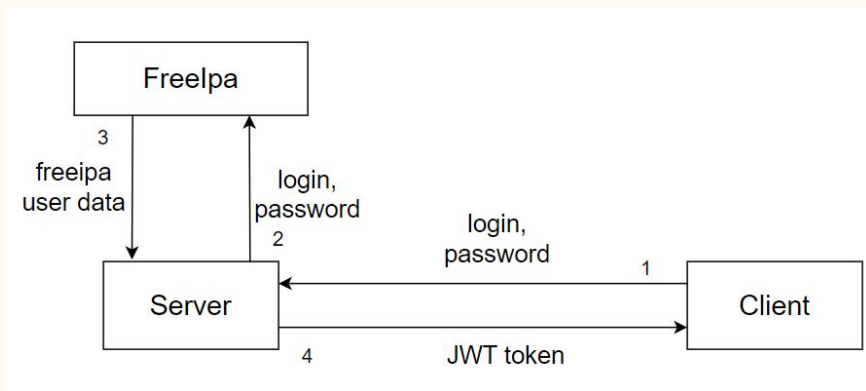 FreeIpa
3
freeipa
user data
login,
password
2
login,
password
1
Server
Client
4
JWT token